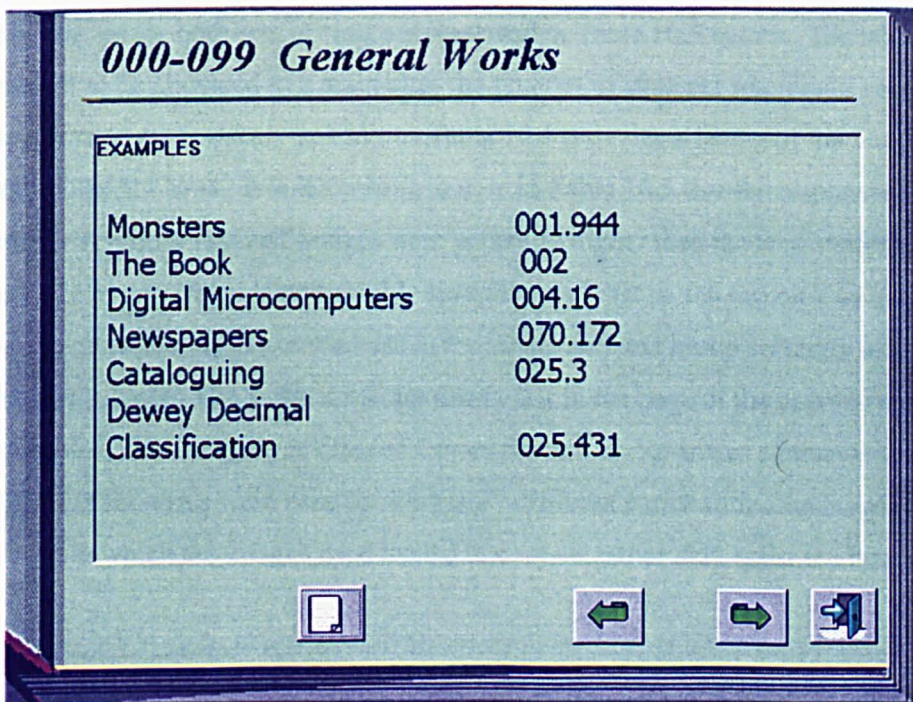 000-099 General Works
EXAMPLES
Monsters 001.944
The Book 002
Digital Microcomputers 004.16
Newspapers 070.172
Cataloguing 025.3
Dewey Decimal
Classification 025.431